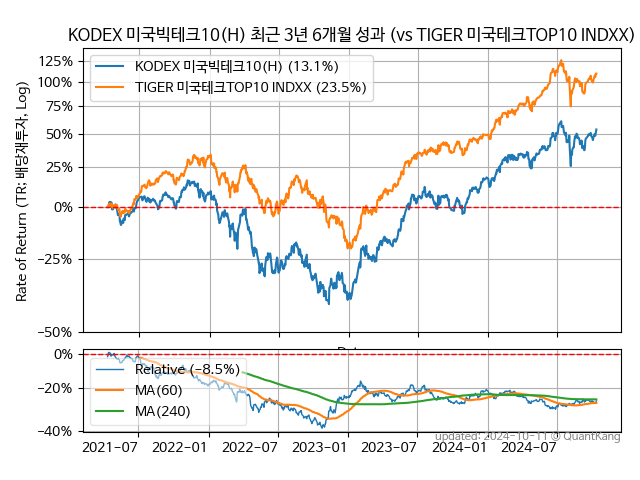 KODEX 미국빅테크10(H) 최근 3년 6개월 성과 (vs TIGER 미국테크TOP10 INDXX)
KODEX 미국빅테크10(H) (13.1%)
TIGER 미국테크TOP10 INDXX (23.5%)
Rate of Return (TR: 배당재투자, Log)
125%
100%
75%
50%
25%
0%
−25%
−50%
Relative (−8.5%)
MA(60)
MA(240)
0%
−20%
−40%
2021-07 2022-01 2022-07 2023-01 2023-07 2024-01 2024-07
updated: 2024-10-11 © QuantKang